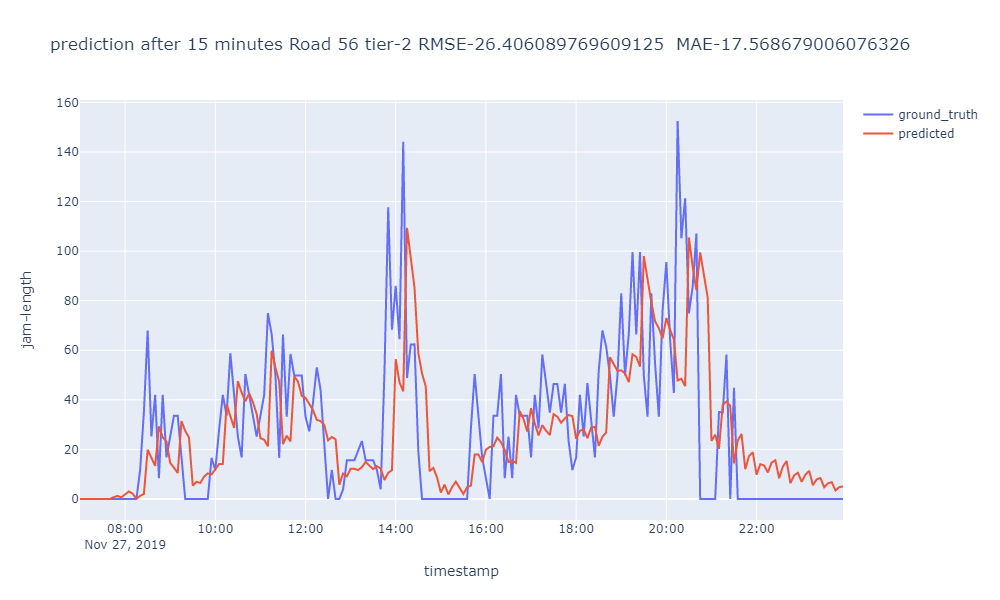 prediction after 15 minutes Road 56 tier-2 RMSE-26.406089769609125  MAE-17.568679006076326
ground_truth
predicted
jam-length
160
140
120
100
80
60
40
20
0
08:00 10:00 12:00 14:00 16:00 18:00 20:00 22:00
Nov 27, 2019
timestamp